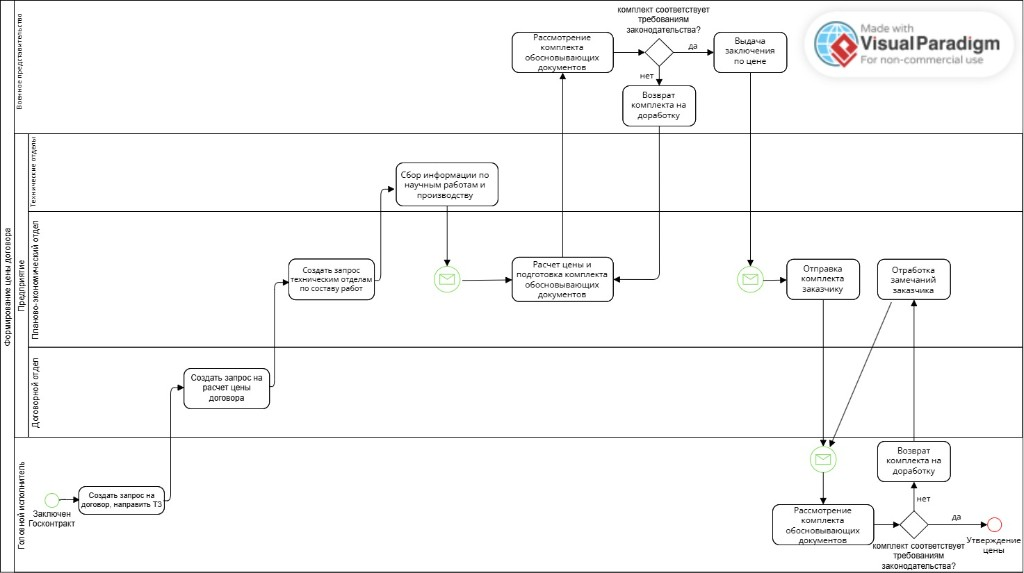 комплект соответствует
требованиям
законодательства?
Made with
Visual Paradigm
For non-commercial use
Военное представительство
Рассмотрение
комплекта
обосновывающих
документов
да
Выдача
заключения
по цене
нет
Возврат
комплекта на
доработку
Технические отделы
Сбор информации по
научным работам и
производству
Формирование цены договора
Предприятие
Планово-экономический отдел
Создать запрос
техническим отделам
по составу работ
Расчет цены и
подготовка комплекта
обосновывающих
документов
Отправка
комплекта
заказчику
Отработка
замечаний
заказчика
Договорной отдел
Создать запрос на
расчет цены
договора
Головной исполнитель
Заключен
Госконтракт
Создать запрос на
договор, направить ТЗ
Возврат
комплекта на
доработку
нет
Рассмотрение
комплекта
обосновывающих
документов
да
Утверждение
цены
комплект соответствует
требованиям
законодательства?